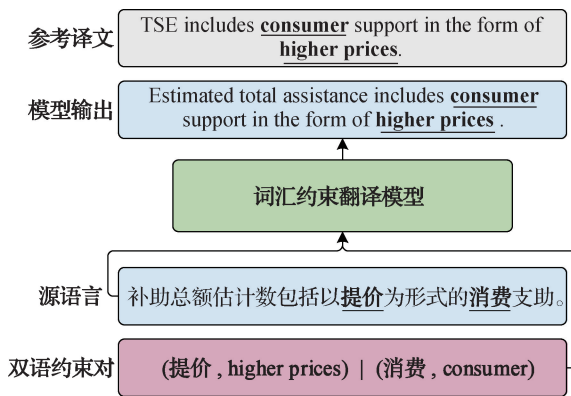 参考译文
TSE includes consumer support in the form of
higher prices.
模型输出
Estimated total assistance includes consumer
support in the form of higher prices .
词汇约束翻译模型
源语言
补助总额估计数包括以提价为形式的消费支助。
双语约束对
(提价 , higher prices) | (消费 , consumer)